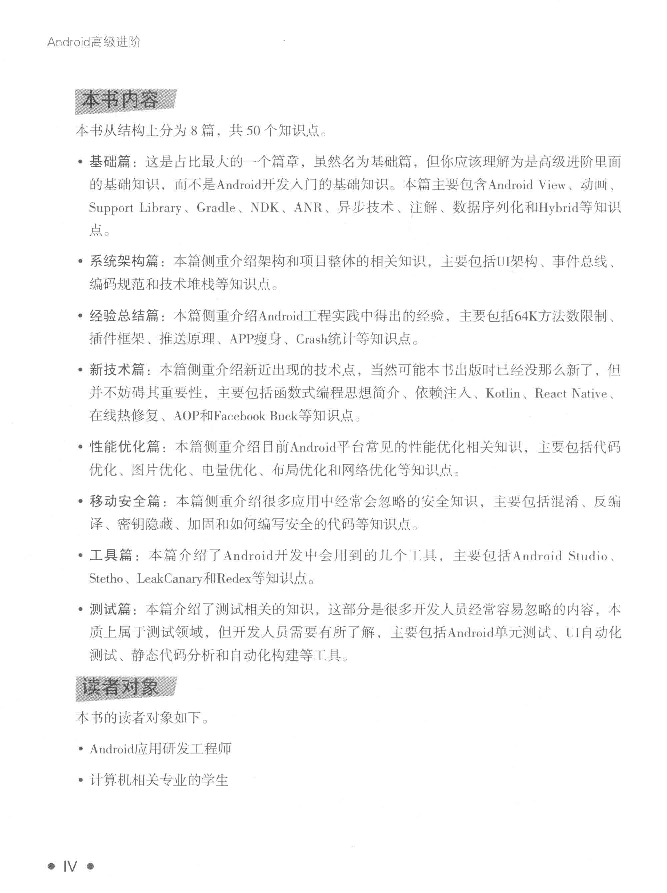 Android高级进阶
本书内容
本书从结构上分为 8 篇，共 50 个知识点。
• 基础篇：这是占比最大的一个篇章，虽然名为基础篇，但你应该理解为是高级进阶里面
的基础知识，而不是Android开发入门的基础知识。本篇主要包含Android View、动画、
Support Library、Gradle、NDK、ANR、异步技术、注解、数据序列化和Hybrid等知识
点。
• 系统架构篇：本篇侧重介绍架构和项目整体的相关知识，主要包括UI架构、事件总线、
编码规范和技术堆栈等知识点。
• 经验总结篇：本篇侧重介绍Android工程实践中得出的经验，主要包括64K方法数限制、
插件框架、推送原理、APP瘦身、Crash统计等知识点。
• 新技术篇：本篇侧重介绍新近出现的技术点，当然可能本书出版时已经没那么新了，但
并不妨碍其重要性，主要包括函数式编程思想简介、依赖注入、Kotlin、React Native、
在线热修复、AOP和Facebook Buck等知识点。
• 性能优化篇：本篇侧重介绍目前Android平台常见的性能优化相关知识，主要包括代码
优化、图片优化、电量优化、布局优化和网络优化等知识点。
• 移动安全篇：本篇侧重介绍很多应用中经常会忽略的安全知识，主要包括混淆、反编
译、密钥隐藏、加固和如何编写安全的代码等知识点。
• 工具篇：本篇介绍了Android开发中会用到的几个工具，主要包括Android Studio、
Stetho、LeakCanary和Redex等知识点。
• 测试篇：本篇介绍了测试相关的知识，这部分是很多开发人员经常容易忽略的内容，本
质上属于测试领域，但开发人员需要有所了解，主要包括Android单元测试、UI自动化
测试、静态代码分析和自动化构建等工具。
读者对象
本书的读者对象如下。
• Android应用研发工程师
• 计算机相关专业的学生
• IV •